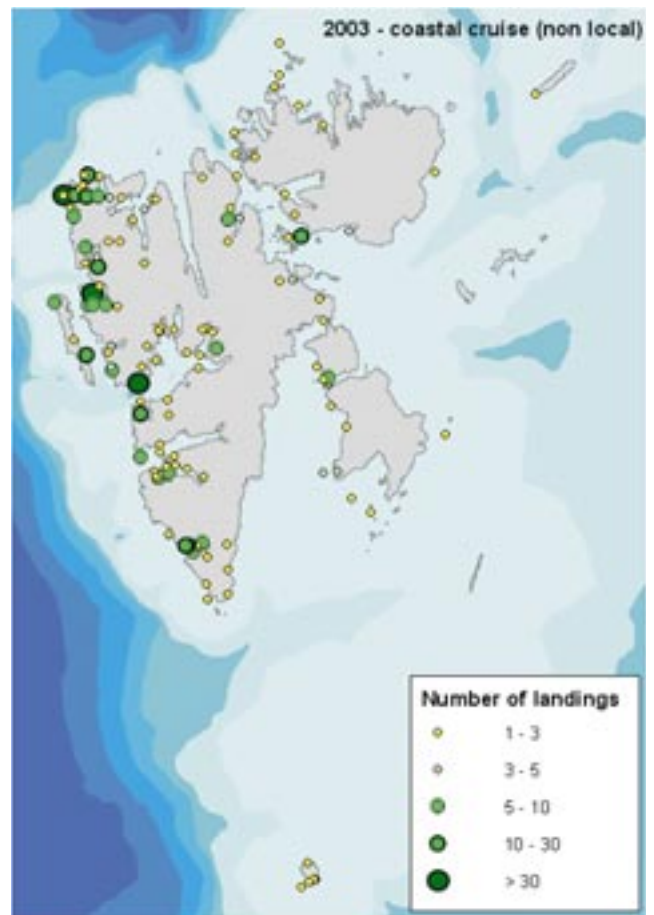 2003 - coastal cruise (non local)
Number of landings
1 - 3
3 - 5
5 - 10
10 - 30
> 30